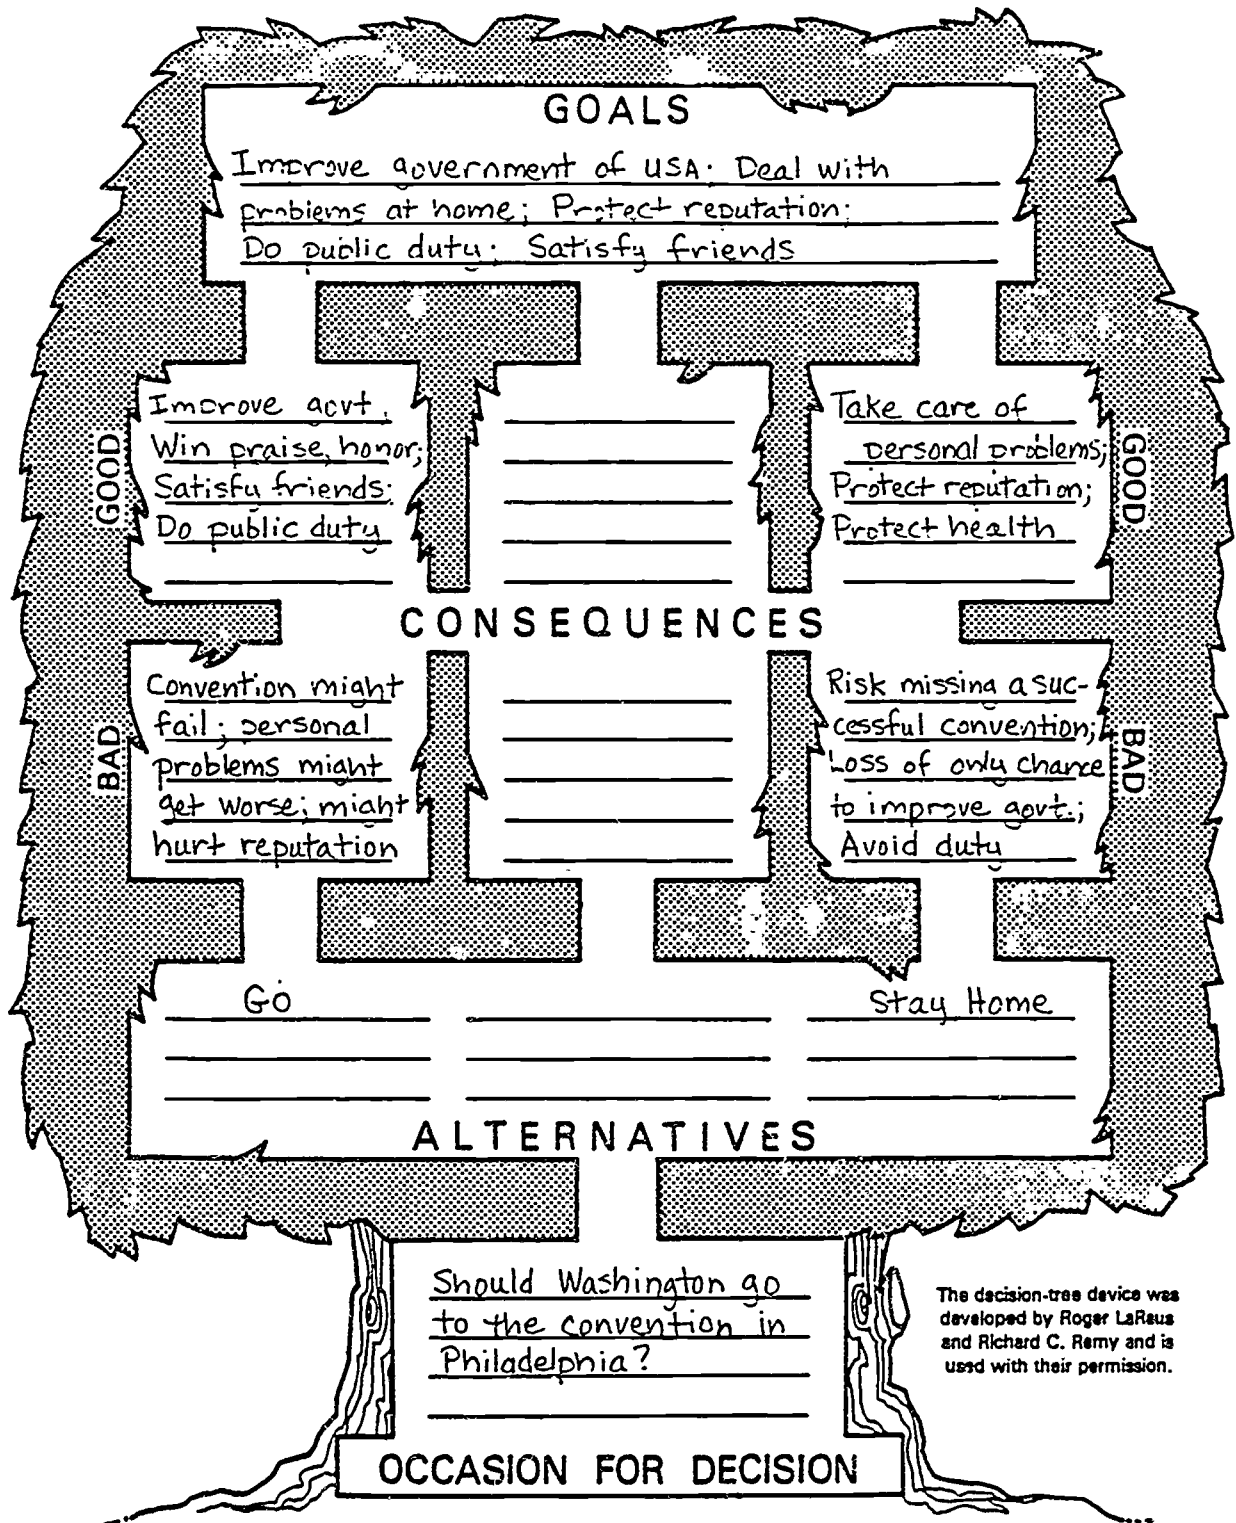 GOALS
Improve government of USA; Deal with
problems at home; Protect reputation;
Do public duty; Satisfy friends
GOOD
Improve govt.
Win praise, honor;
Satisfy friends;
Do public duty
Take care of
personal problems;
Protect reputation;
Protect health
GOOD
CONSEQUENCES
BAD
Convention might
fail; personal
problems might
get worse; might
hurt reputation
Risk missing a suc-
cessful convention;
Loss of only chance
to improve govt.;
Avoid duty
BAD
Go
Stay Home
ALTERNATIVES
Should Washington go
to the convention in
Philadelphia?
OCCASION FOR DECISION
The decision-tree device was
developed by Roger LaRaus
and Richard C. Remy and is
used with their permission.